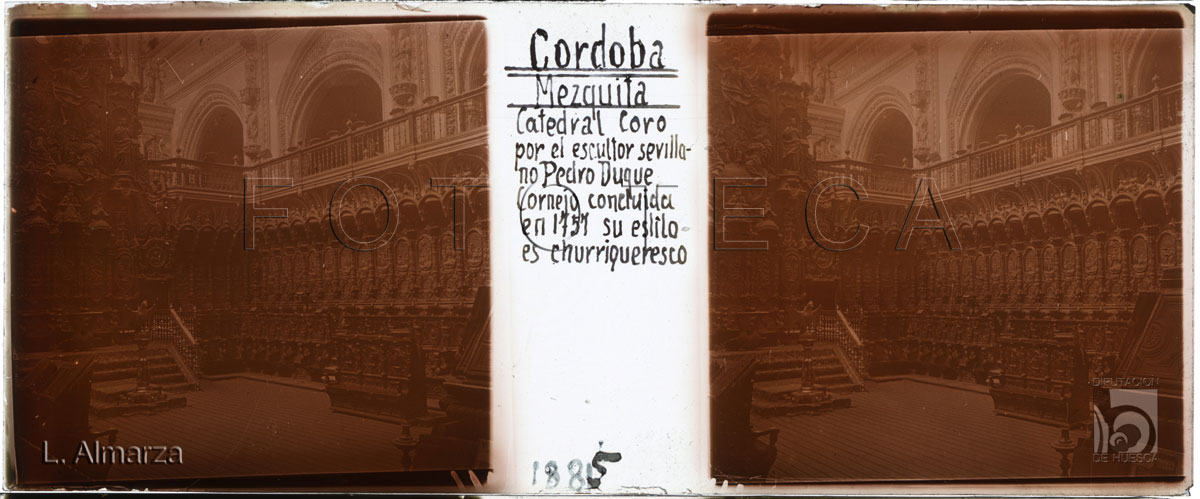 Cordoba
Mezquita
Catedral Coro
por el escultor sevilla-
no Pedro Duque
Cornejo concluida
en 1757 su estilo
es churrigueresco
FOTOTECA
L. Almarza
DIPUTACION
DE HUESCA